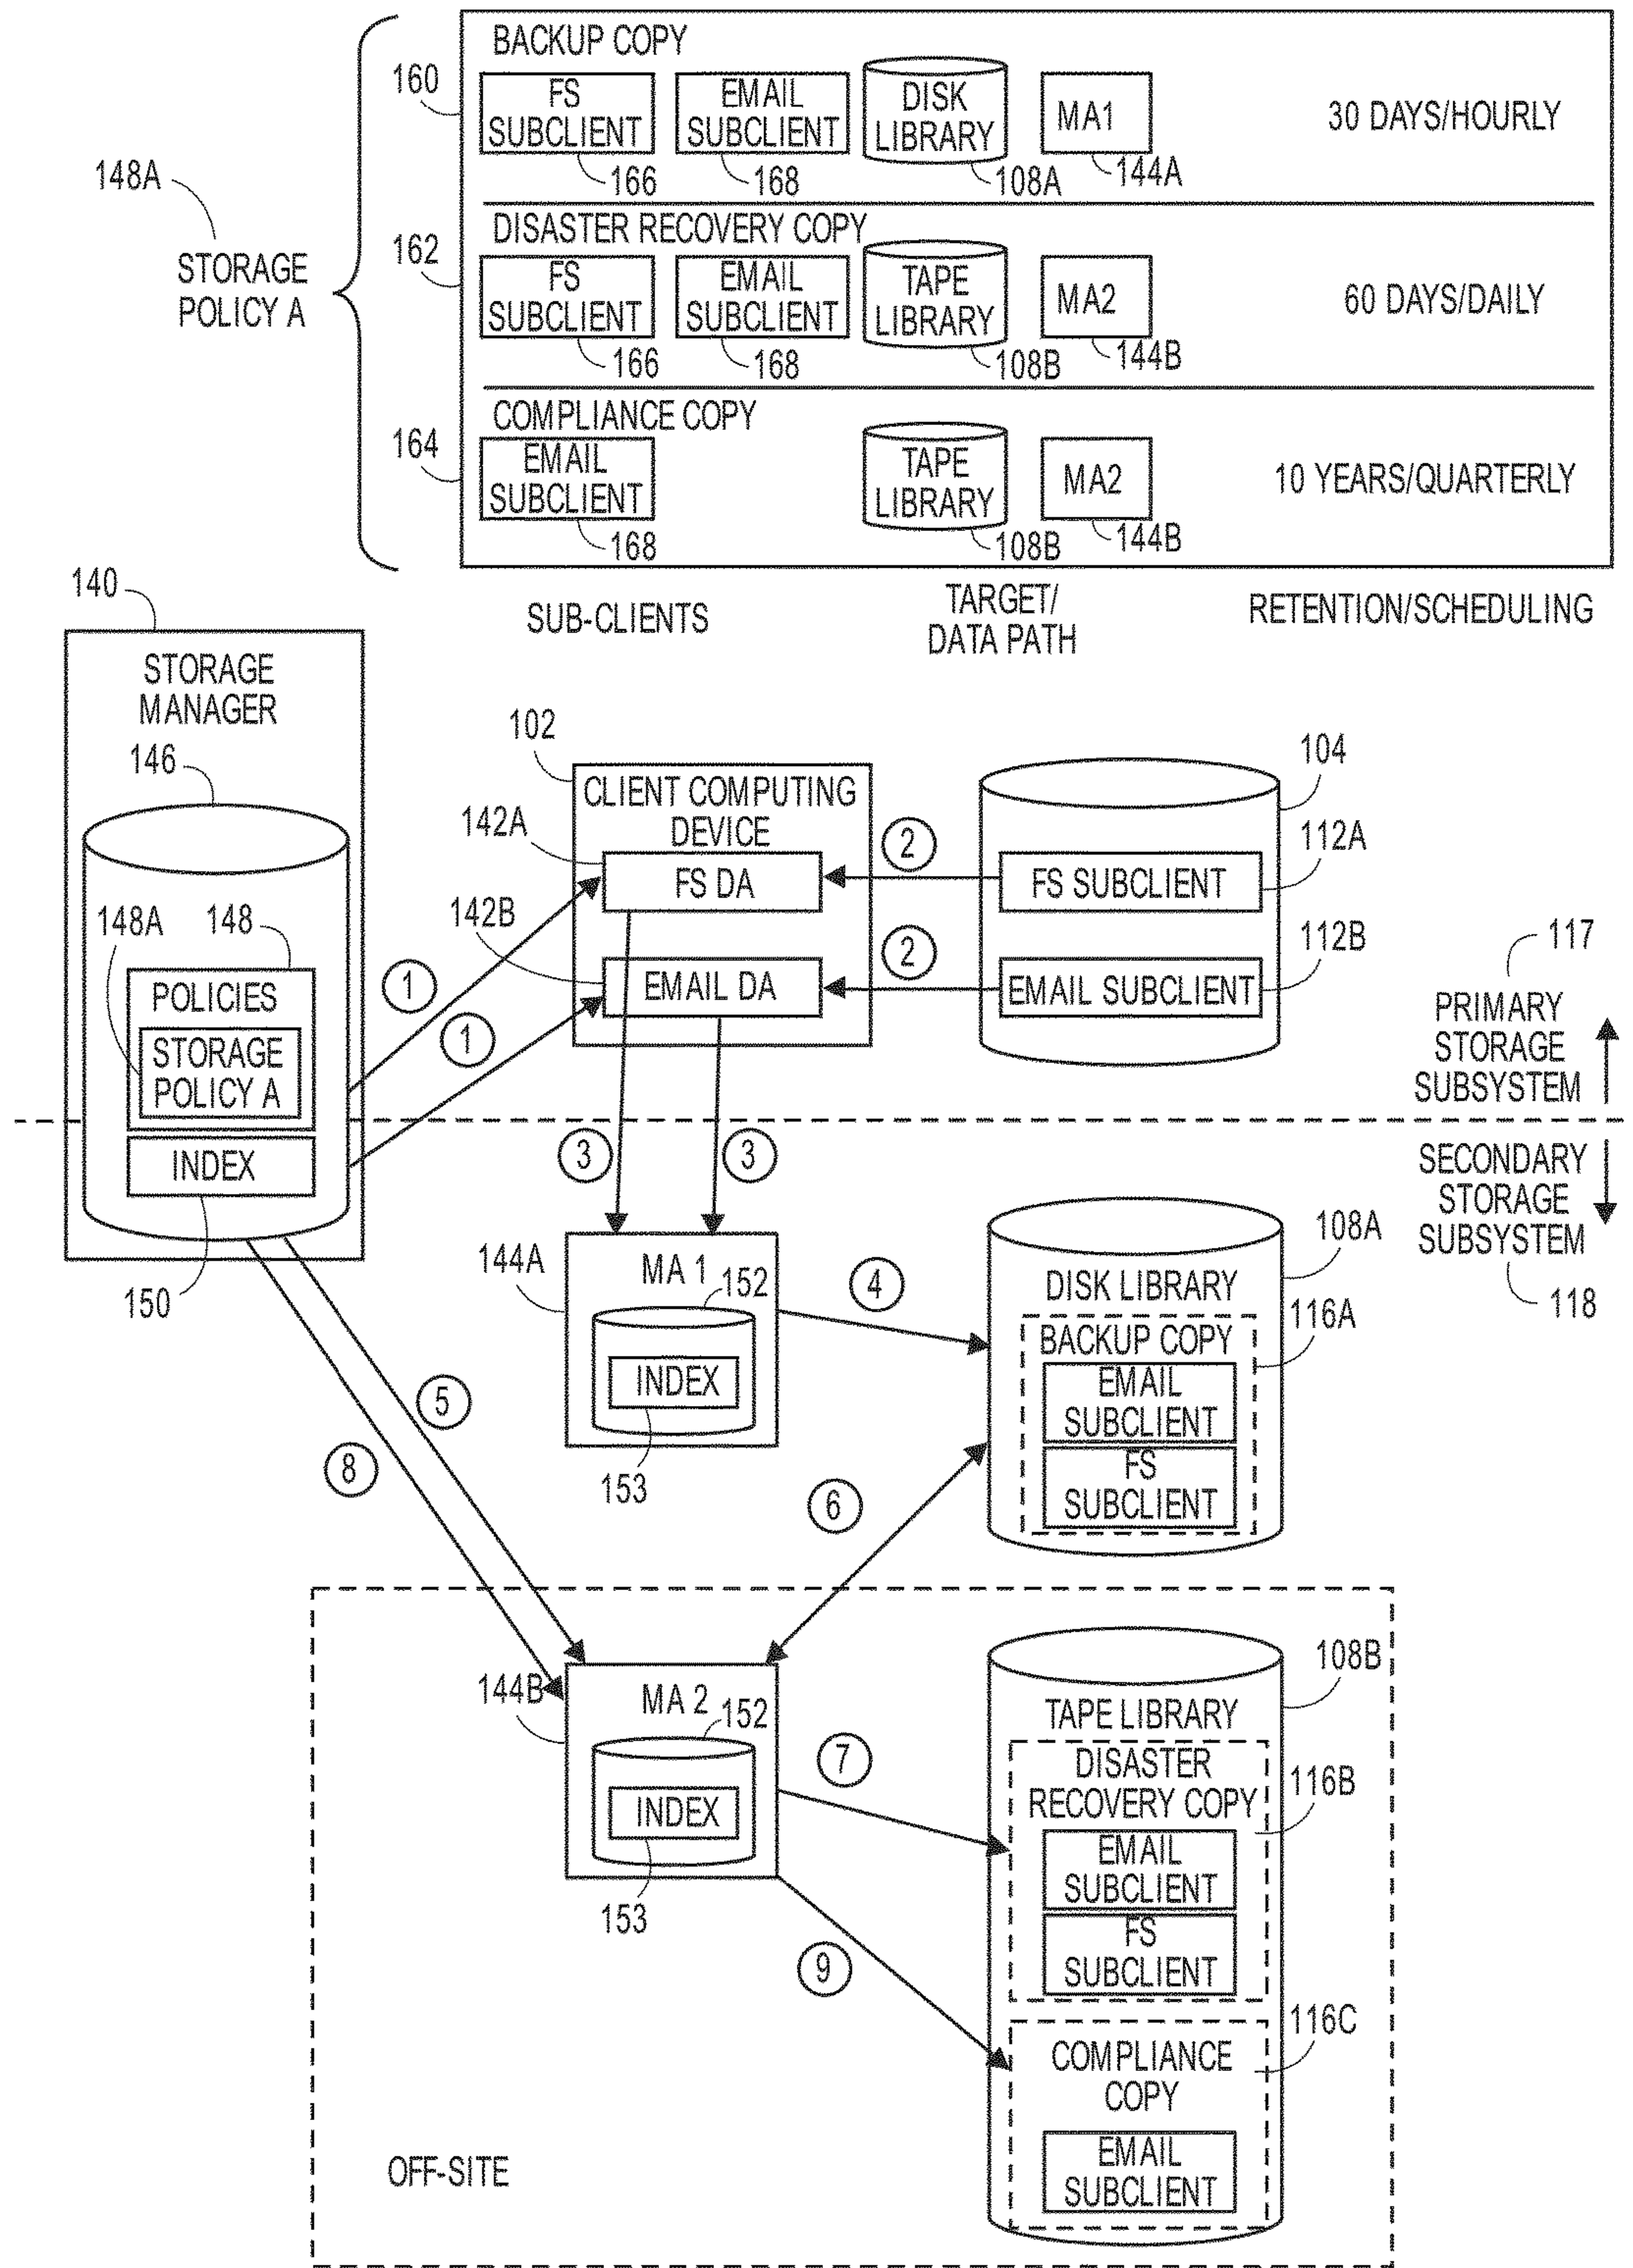 BACKUP COPY
160
FS
SUBCLIENT
166
EMAIL
SUBCLIENT
168
DISK
LIBRARY
108A
MA1
144A
30 DAYS/HOURLY
148A
STORAGE
POLICY A
DISASTER RECOVERY COPY
162
FS
SUBCLIENT
166
EMAIL
SUBCLIENT
168
TAPE
LIBRARY
108B
MA2
144B
60 DAYS/DAILY
COMPLIANCE COPY
164
EMAIL
SUBCLIENT
168
TAPE
LIBRARY
108B
MA2
144B
10 YEARS/QUARTERLY
SUB-CLIENTS
TARGET/
DATA PATH
RETENTION/SCHEDULING
140
STORAGE
MANAGER
146
148A
148
POLICIES
STORAGE
POLICY A
INDEX
150
102
CLIENT COMPUTING
DEVICE
142A
FS DA
142B
EMAIL DA
104
112A
FS SUBCLIENT
112B
EMAIL SUBCLIENT
1
1
2
2
117
PRIMARY
STORAGE
SUBSYSTEM
SECONDARY
STORAGE
SUBSYSTEM
118
3
3
144A
MA 1
152
INDEX
153
4
108A
DISK LIBRARY
116A
BACKUP COPY
EMAIL
SUBCLIENT
FS
SUBCLIENT
5
8
6
144B
MA 2
152
INDEX
153
7
9
108B
TAPE LIBRARY
DISASTER
RECOVERY COPY
116B
EMAIL
SUBCLIENT
FS
SUBCLIENT
116C
COMPLIANCE
COPY
EMAIL
SUBCLIENT
OFF-SITE